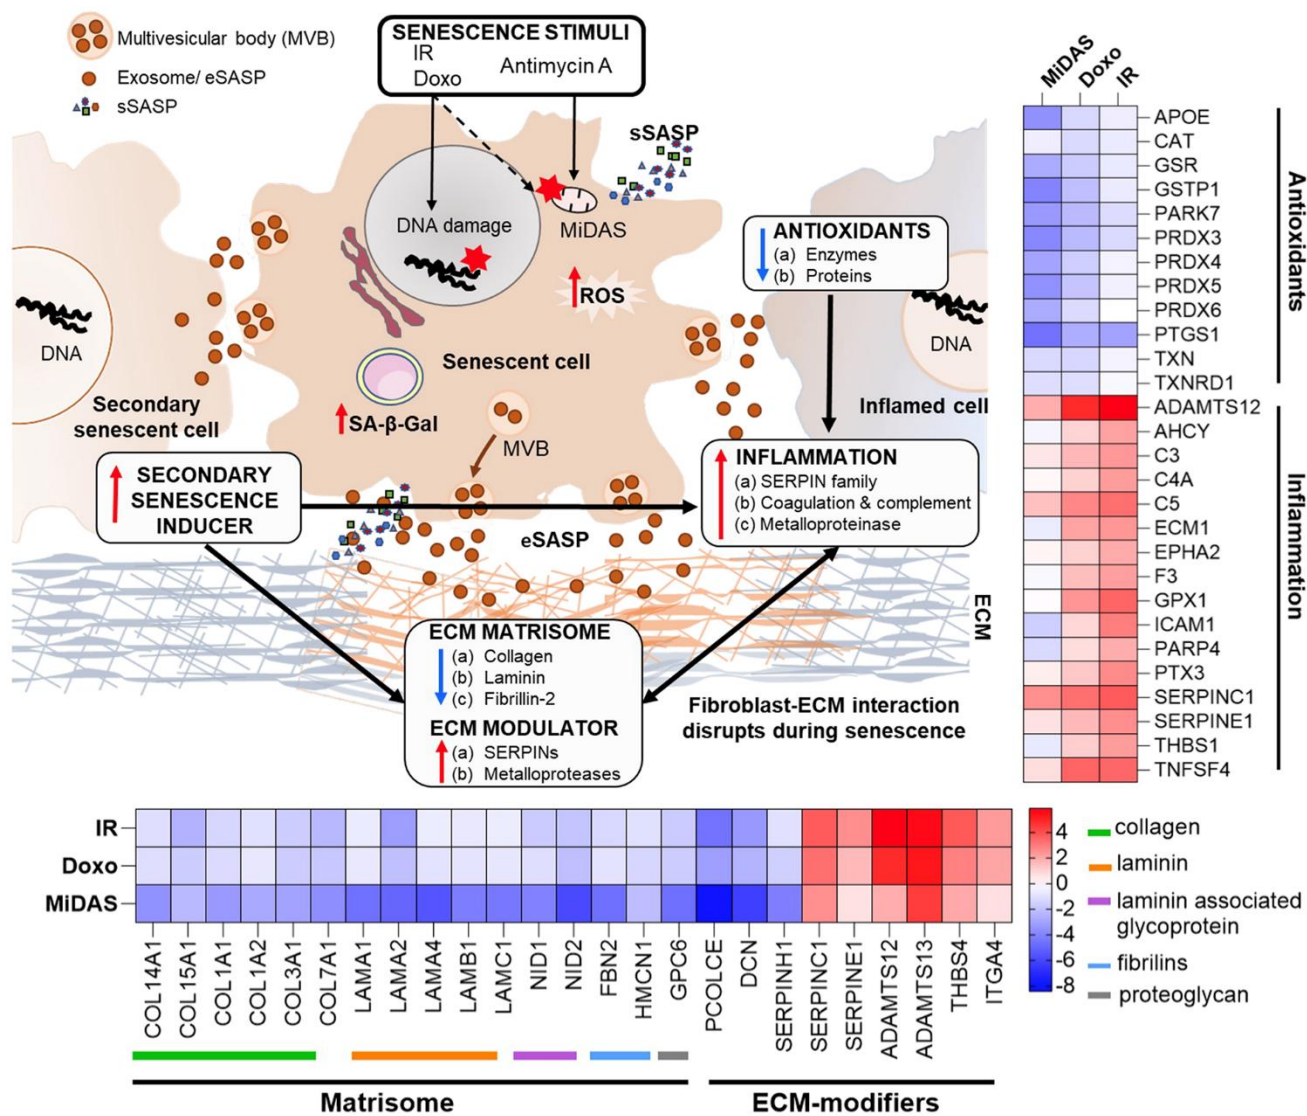 Multivesicular body (MVB)
Exosome/ eSASP
sSASP
SENESCENCE STIMULI
IR
Doxo
Antimycin A
sSASP
DNA damage
MiDAS
ROS
ANTIOXIDANTS
(a) Enzymes
(b) Proteins
DNA
DNA
Senescent cell
SA-β-Gal
MVB
Secondary
senescent cell
Inflamed cell
SECONDARY
SENESCENCE
INDUCER
INFLAMMATION
(a) SERPIN family
(b) Coagulation & complement
(c) Metalloproteinase
eSASP
ECM
ECM MATRISOME
(a) Collagen
(b) Laminin
(c) Fibrillin-2
ECM MODULATOR
(a) SERPINs
(b) Metalloproteases
Fibroblast-ECM interaction
disrupts during senescence
MiDAS
Doxo
IR
APOE
CAT
GSR
GSTP1
PARK7
PRDX3
PRDX4
PRDX5
PRDX6
PTGS1
TXN
TXNRD1
ADAMTS12
AHCY
C3
C4A
C5
ECM1
EPHA2
F3
GPX1
ICAM1
PARP4
PTX3
SERPINC1
SERPINE1
THBS1
TNFSF4
Antioxidants
Inflammation
IR
Doxo
MiDAS
COL14A1
COL15A1
COL1A1
COL1A2
COL3A1
COL7A1
LAMA1
LAMA2
LAMA4
LAMB1
LAMC1
NID1
NID2
FBN2
HMCN1
GPC6
PCOLCE
DCN
SERPINH1
SERPINC1
SERPINE1
ADAMTS12
ADAMTS13
THBS4
ITGA4
Matrisome
ECM-modifiers
4
2
0
-2
-4
-6
-8
collagen
laminin
laminin associated
glycoprotein
fibrilins
proteoglycan